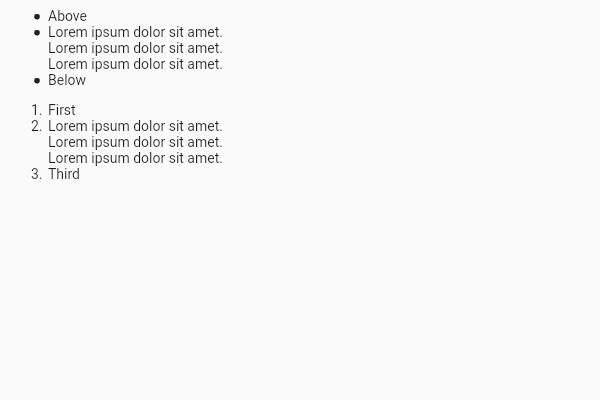 ● Above
● Lorem ipsum dolor sit amet.
Lorem ipsum dolor sit amet.
Lorem ipsum dolor sit amet.
● Below
1. First
2. Lorem ipsum dolor sit amet.
Lorem ipsum dolor sit amet.
Lorem ipsum dolor sit amet.
3. Third